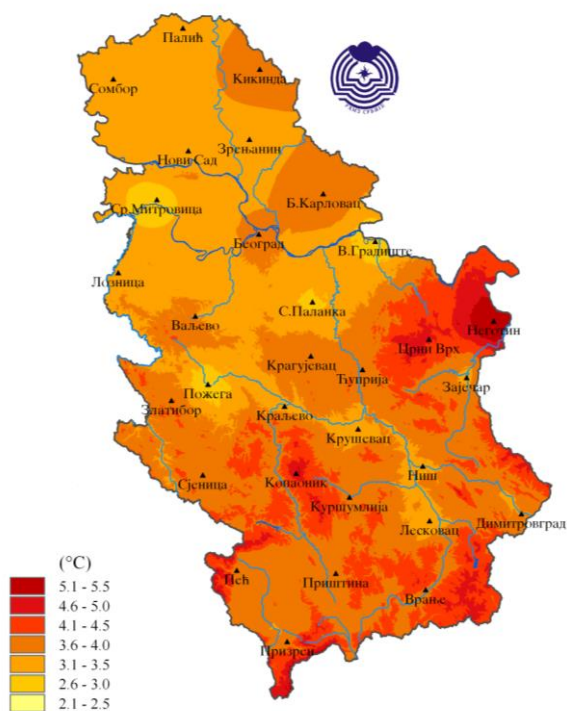 Палић
Кикинда
Сомбор
Зрењанин
Нови Сад
Б.Карловац
Ср.Митровица
Београд
В.Градиште
Лозница
С.Паланка
Ваљево
Неготин
Црни Врх
Крагујевац
Ћуприја
Зајечар
Пожега
Златибор
Краљево
Крушевац
Ниш
Сјеница
Копаоник
Куршумлија
Лесковац
Димитровград
Пећ
Приштина
Врање
Призрен
(°C)
5.1 - 5.5
4.6 - 5.0
4.1 - 4.5
3.6 - 4.0
3.1 - 3.5
2.6 - 3.0
2.1 - 2.5